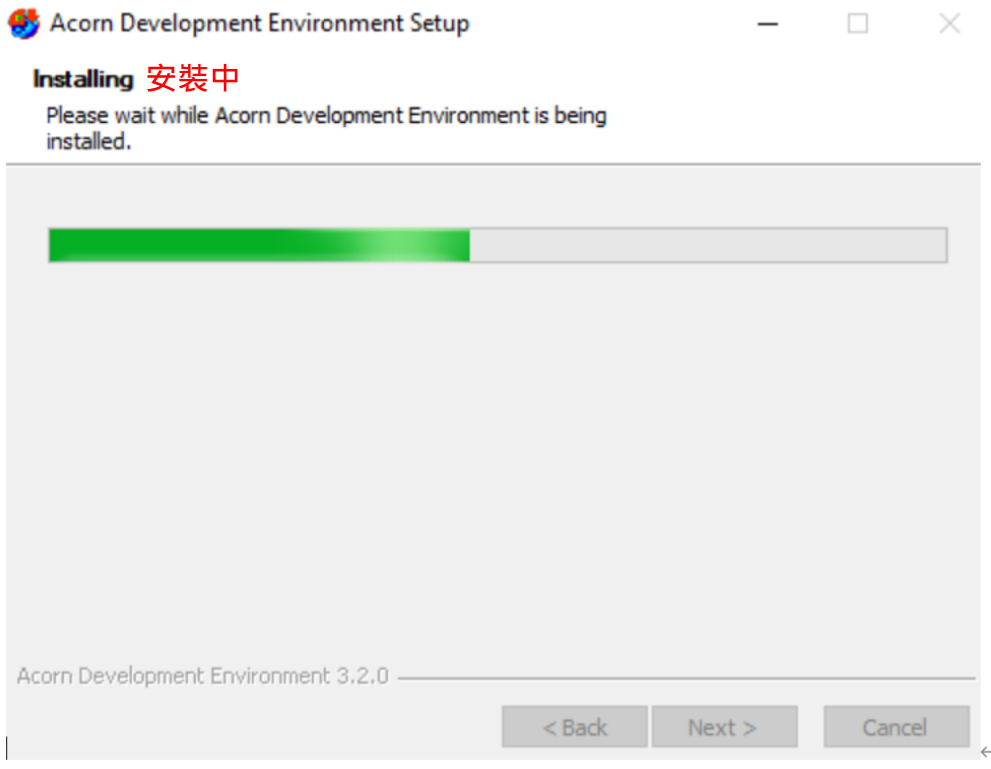 Acorn Development Environment Setup
Installing 安裝中
Please wait while Acorn Development Environment is being
installed.
Acorn Development Environment 3.2.0
< Back Next > Cancel